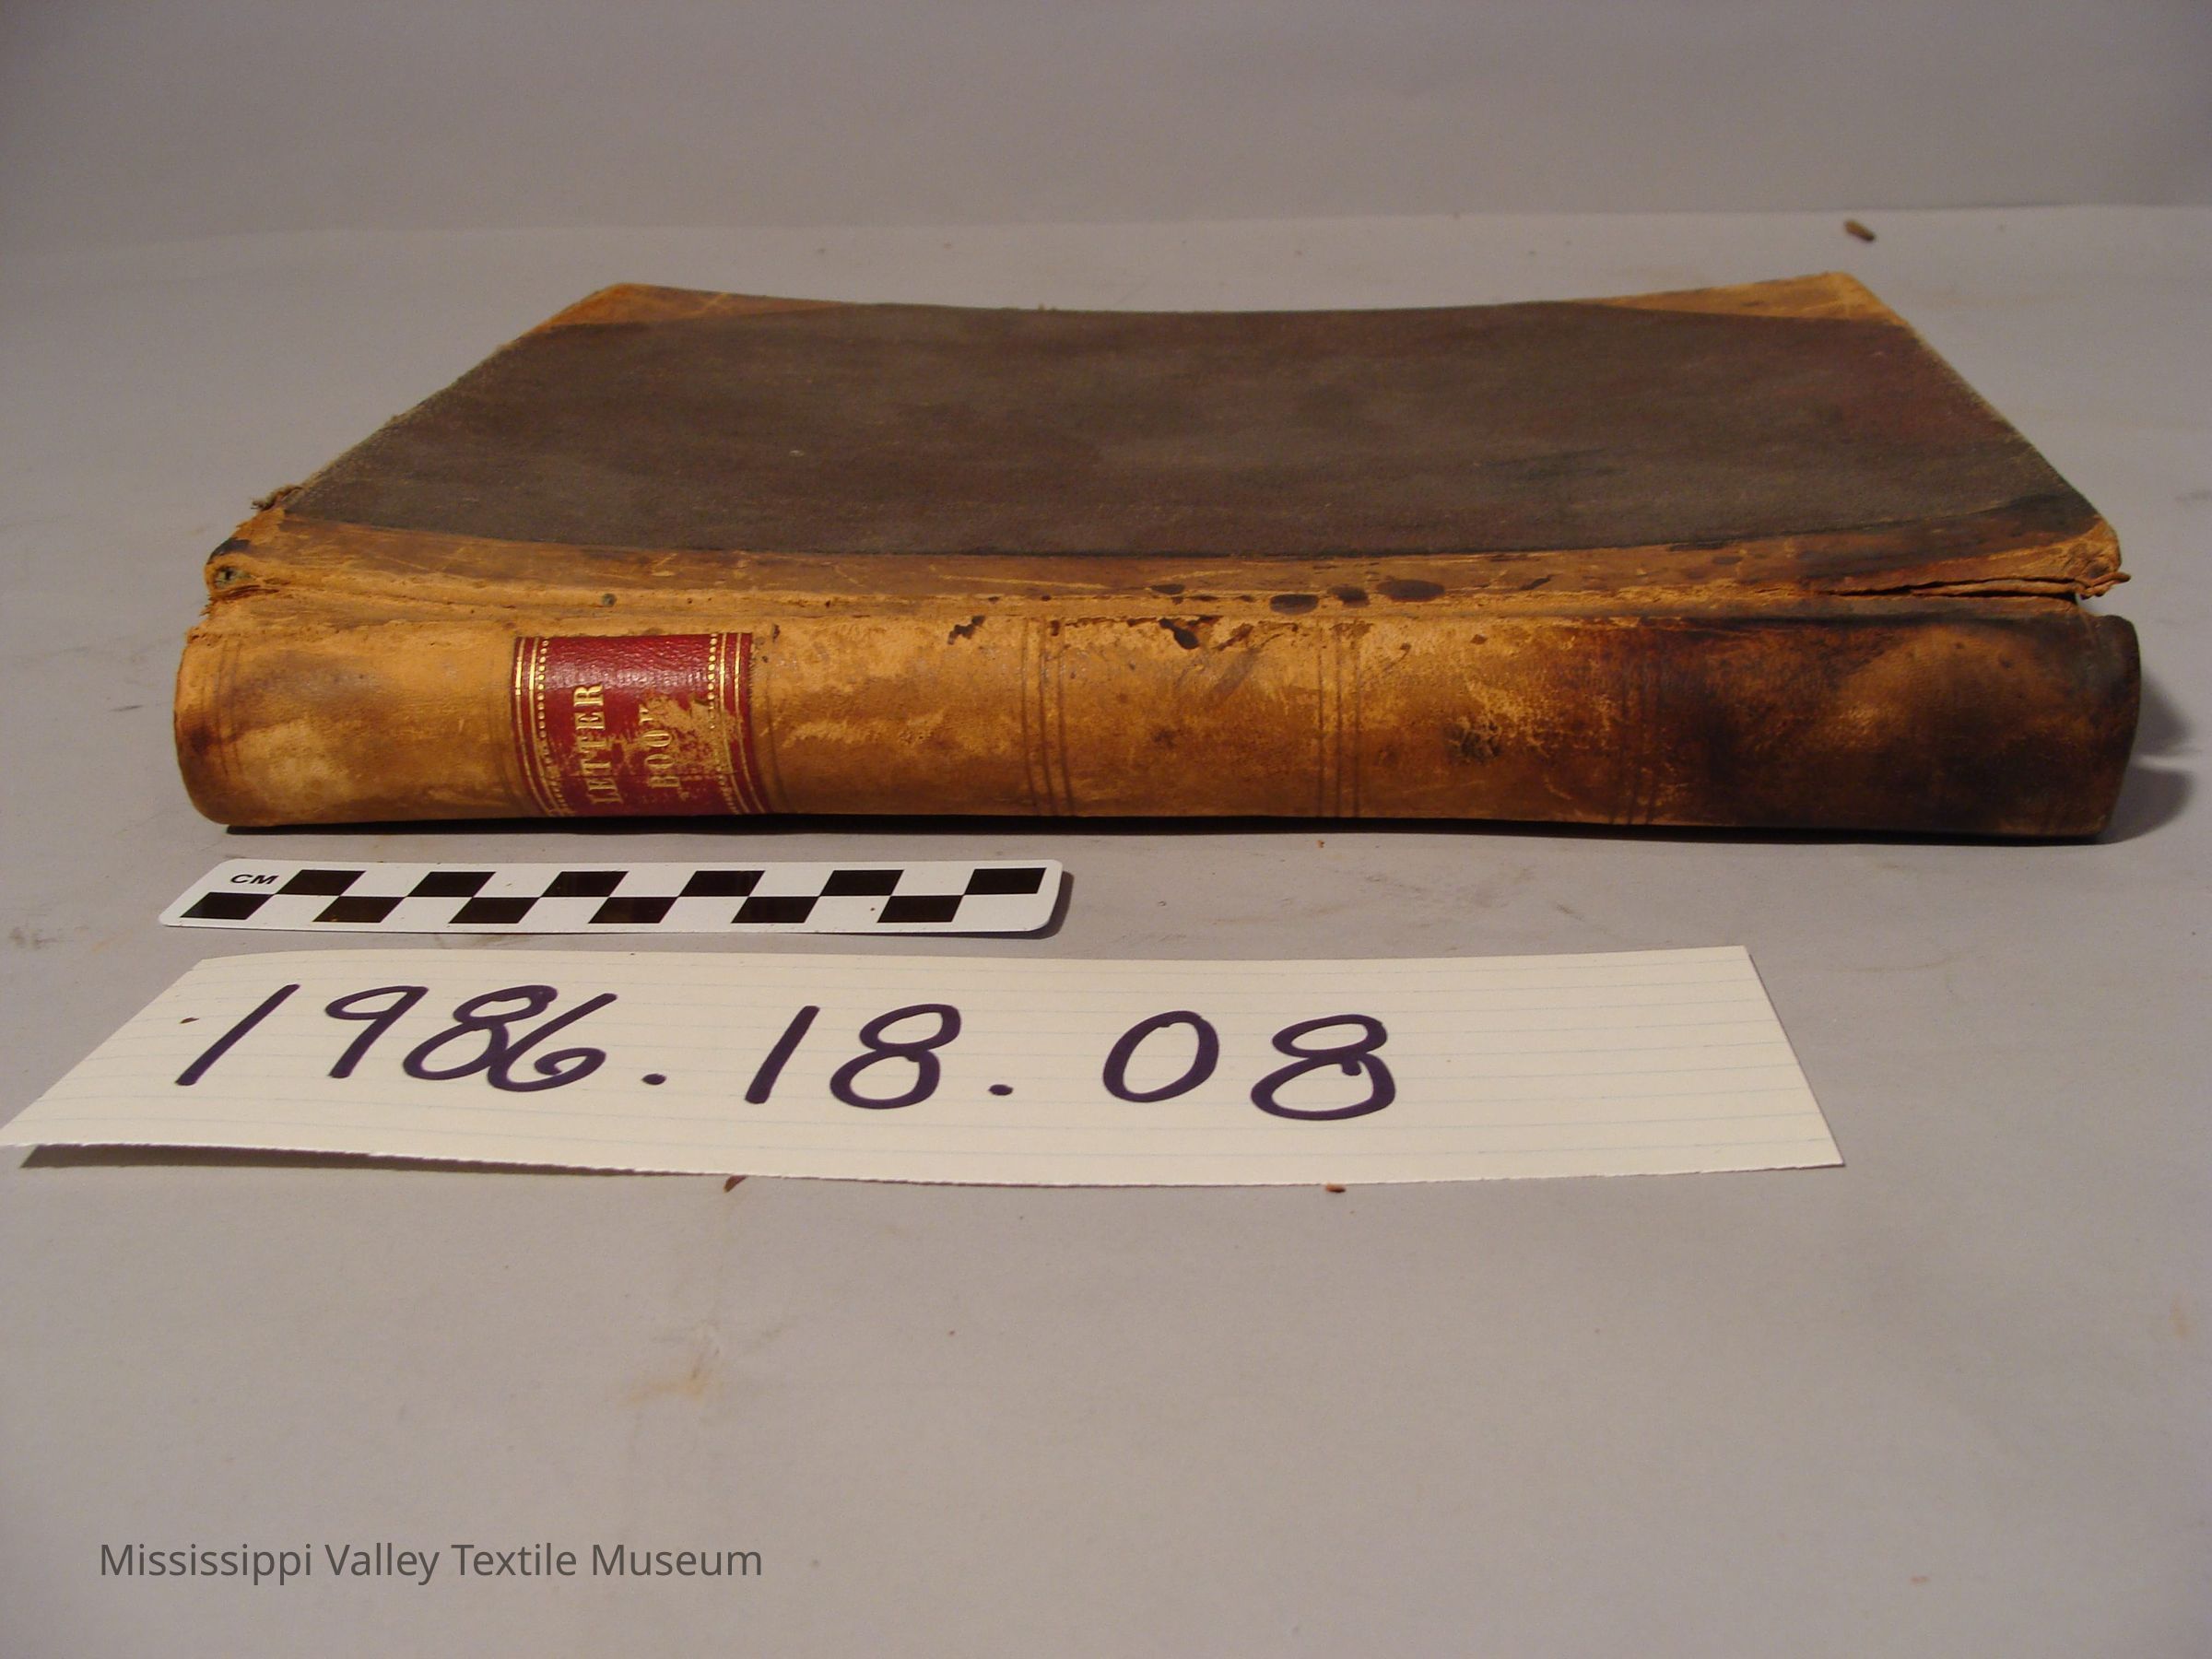 LETTER
BOOK
CM
1986.18.08
Mississippi Valley Textile Museum